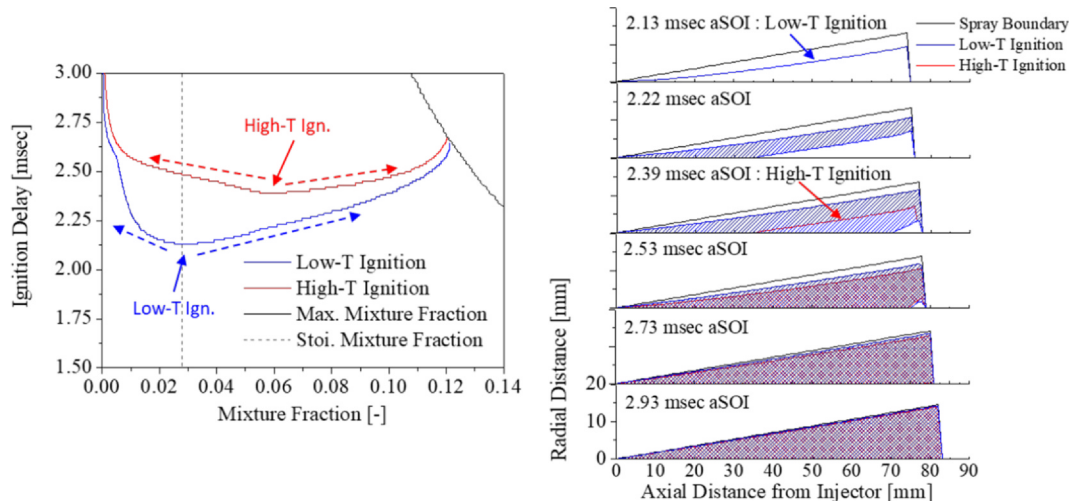 3.00
2.75
2.50
2.25
2.00
1.75
1.50
Ignition Delay [msec]
High-T Ign.
Low-T Ign.
Low-T Ignition
High-T Ignition
Max. Mixture Fraction
Stoi. Mixture Fraction
0.00 0.02 0.04 0.06 0.08 0.10 0.12 0.14
Mixture Fraction [-]
2.13 msec aSOI : Low-T Ignition
Spray Boundary
Low-T Ignition
High-T Ignition
2.22 msec aSOI
2.39 msec aSOI : High-T Ignition
2.53 msec aSOI
2.73 msec aSOI
2.93 msec aSOI
Radial Distance [mm]
20
10
0
0 10 20 30 40 50 60 70 80 90
Axial Distance from Injector [mm]